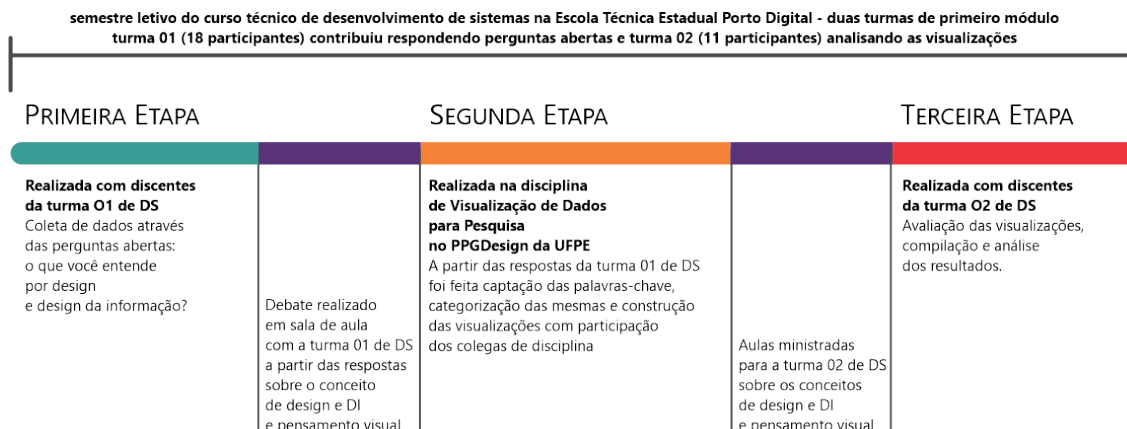 semestre letivo do curso técnico de desenvolvimento de sistemas na Escola Técnica Estadual Porto Digital - duas turmas de primeiro módulo
turma 01 (18 participantes) contribuiu respondendo perguntas abertas e turma 02 (11 participantes) analisando as visualizações
Primeira Etapa
Realizada com discentes
da turma O1 de DS
Coleta de dados através
das perguntas abertas:
o que você entende
por design
e design da informação?
Debate realizado
em sala de aula
com a turma 01 de DS
a partir das respostas
sobre o conceito
de design e DI
e pensamento visual
Segunda Etapa
Realizada na disciplina
de Visualização de Dados
para Pesquisa
no PPGDesign da UFPE
A partir das respostas da turma 01 de DS
foi feita captação das palavras-chave,
categorização das mesmas e construção
das visualizações com participação
dos colegas de disciplina
Aulas ministradas
para a turma 02 de DS
sobre os conceitos
de design e DI
e pensamento visual
Terceira Etapa
Realizada com discentes
da turma O2 de DS
Avaliação das visualizações,
compilação e análise
dos resultados.